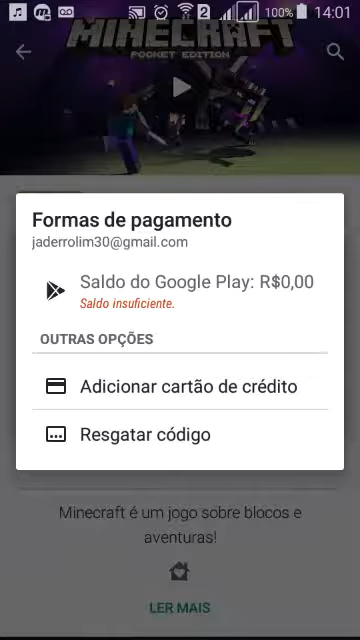 2 100% 14:01
MINECRAFT
POCKET EDITION
Formas de pagamento
jaderrolim30@gmail.com
Saldo do Google Play: R$0,00
Saldo insuficiente.
OUTRAS OPÇÕES
Adicionar cartão de crédito
Resgatar código
Minecraft é um jogo sobre blocos e
aventuras!
LER MAIS